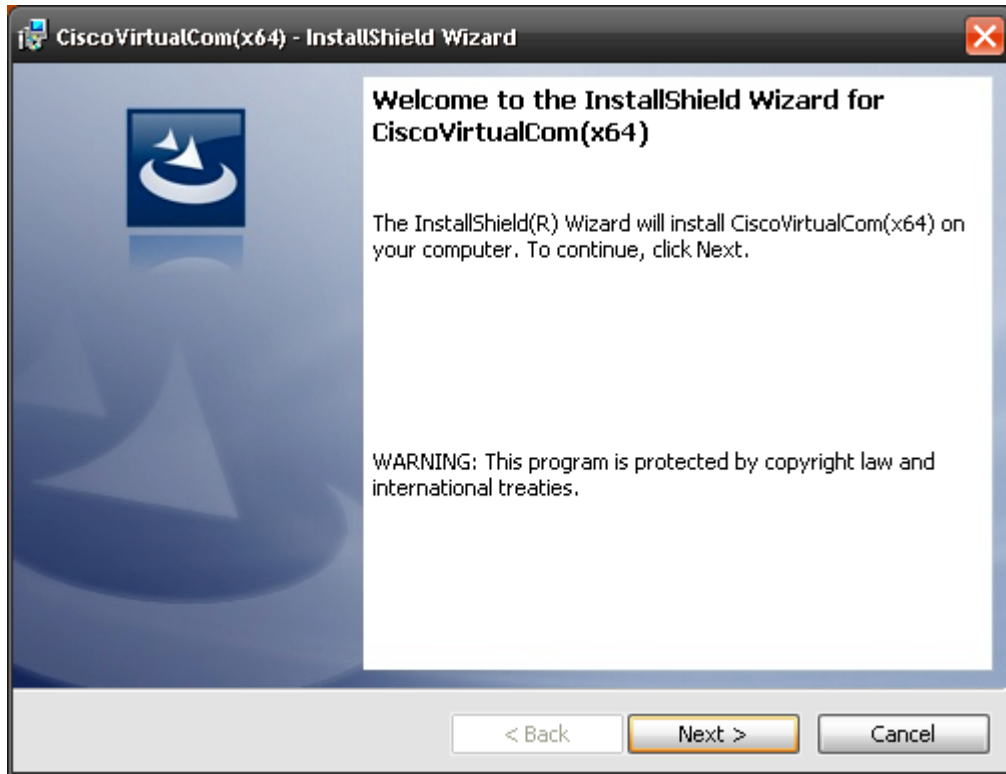 CiscoVirtualCom(x64) - InstallShield Wizard
Welcome to the InstallShield Wizard for
CiscoVirtualCom(x64)
The InstallShield(R) Wizard will install CiscoVirtualCom(x64) on
your computer. To continue, click Next.
WARNING: This program is protected by copyright law and
international treaties.
< Back
Next >
Cancel